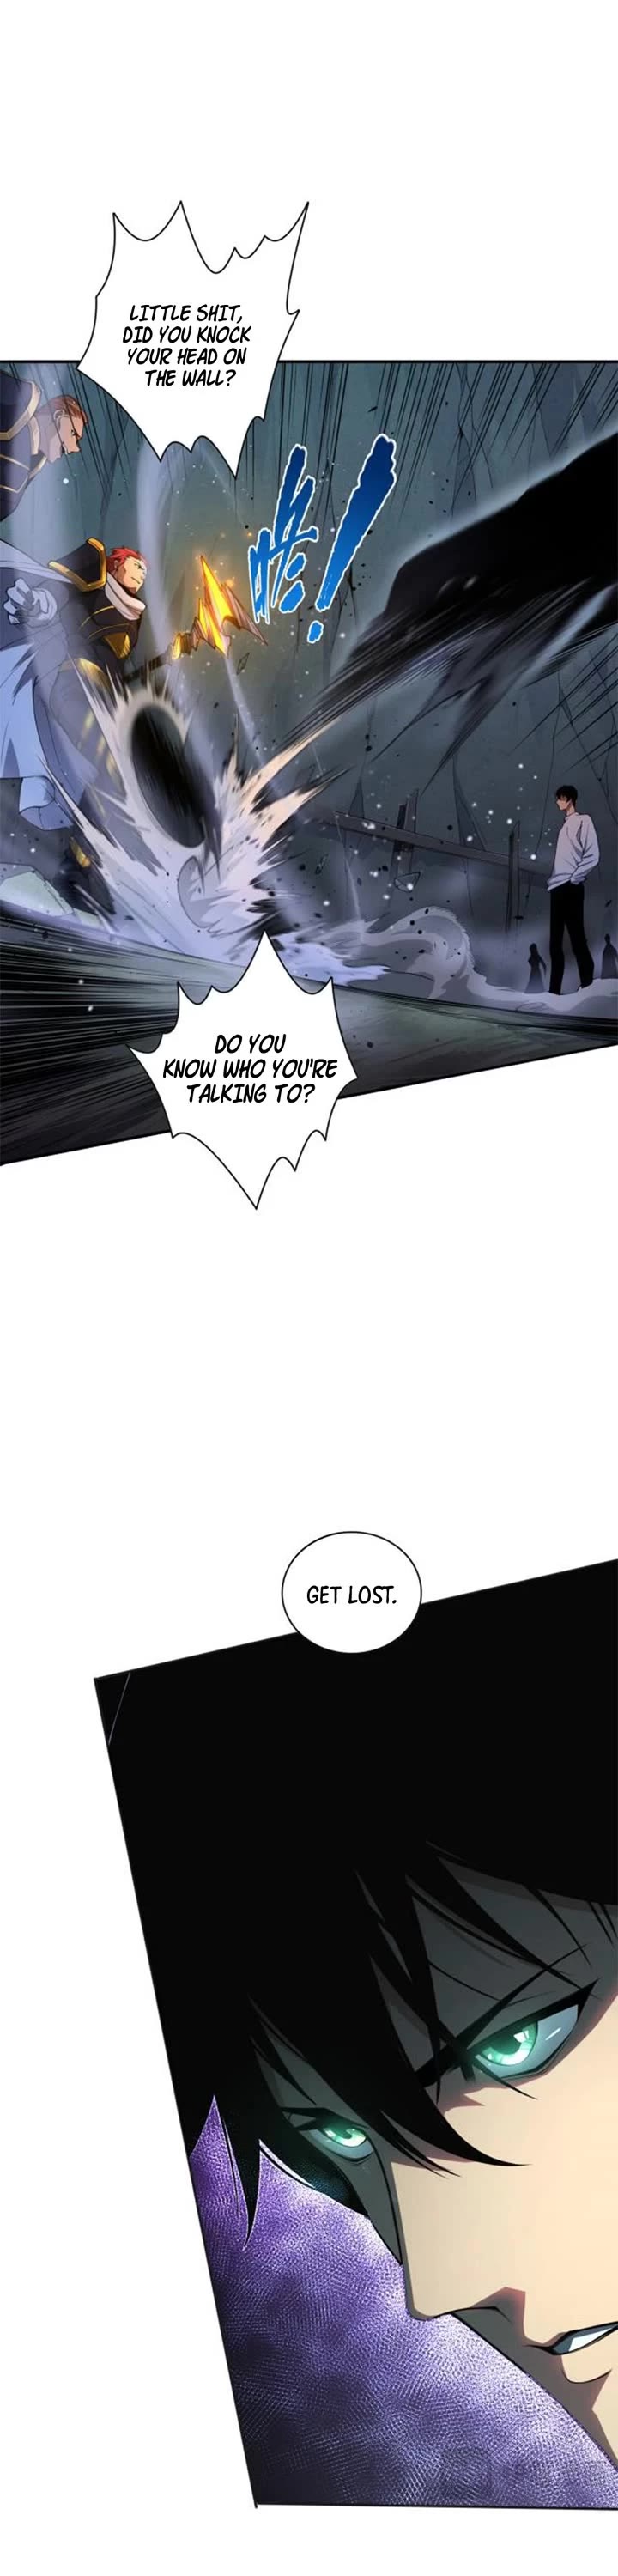 LITTLE SHIT,
DID YOU KNOCK
YOUR HEAD ON
THE WALL?
DO YOU
KNOW WHO YOU'RE
TALKING TO?
GET LOST.